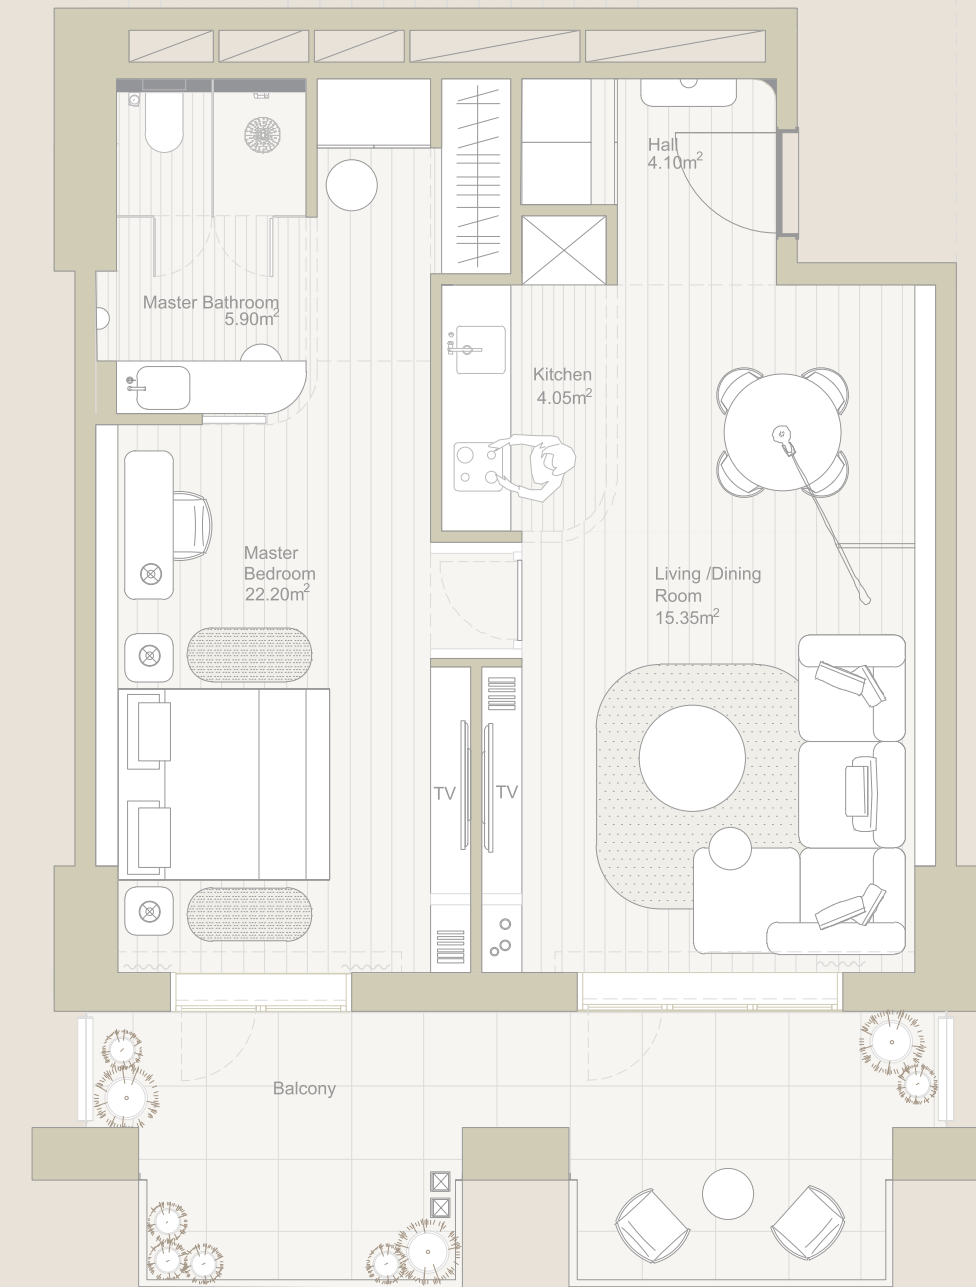 Hall
4.10m²
Master Bathroom
5.90m²
Kitchen
4.05m²
Master
Bedroom
22.20m²
Living /Dining
Room
15.35m²
TV
TV
Balcony